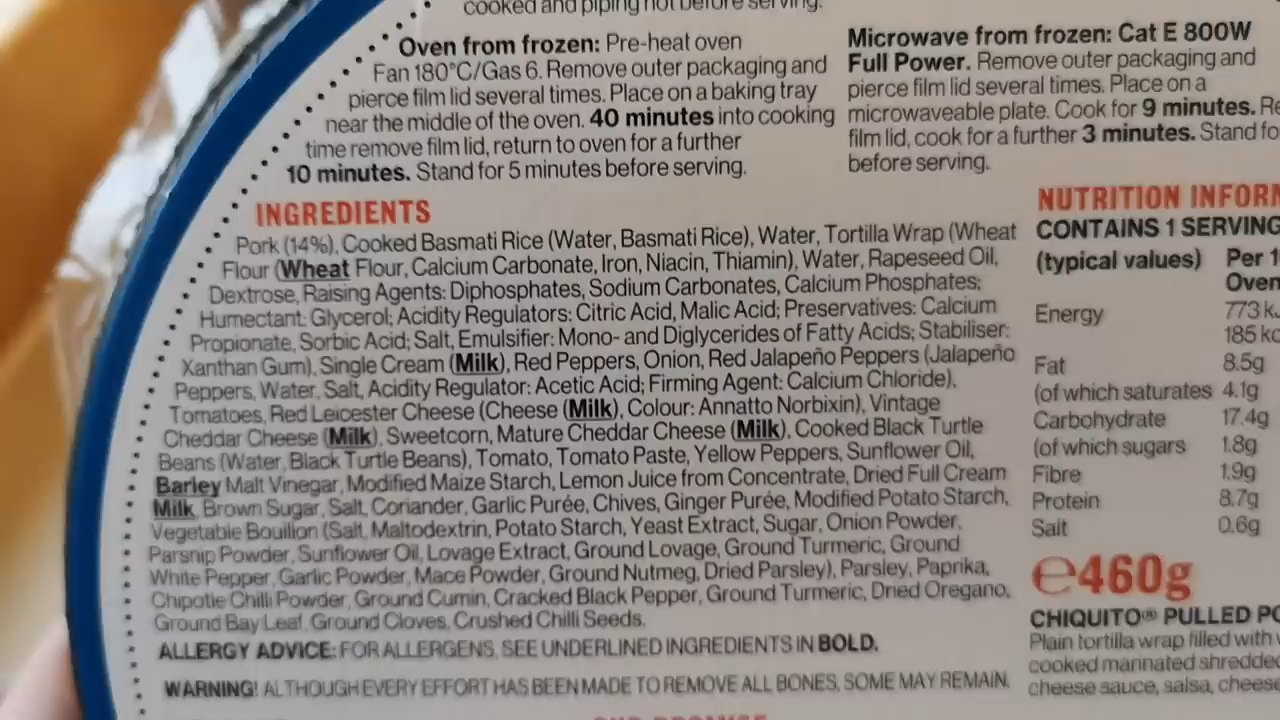 cooked and piping hot before serving.
Oven from frozen: Pre-heat oven
Fan 180°C/Gas 6. Remove outer packaging and
pierce film lid several times. Place on a baking tray
near the middle of the oven. 40 minutes into cooking
time remove film lid, return to oven for a further
10 minutes. Stand for 5 minutes before serving.
Microwave from frozen: Cat E 800W
Full Power. Remove outer packaging and
pierce film lid several times. Place on a
microwaveable plate. Cook for 9 minutes. Re
film lid, cook for a further 3 minutes. Stand fo
before serving.
INGREDIENTS
Pork (14%), Cooked Basmati Rice (Water, Basmati Rice), Water, Tortilla Wrap (Wheat
Flour (Wheat Flour, Calcium Carbonate, Iron, Niacin, Thiamin), Water, Rapeseed Oil,
Dextrose, Raising Agents: Diphosphates, Sodium Carbonates, Calcium Phosphates;
Humectant: Glycerol; Acidity Regulators: Citric Acid, Malic Acid; Preservatives: Calcium
Propionate, Sorbic Acid; Salt, Emulsifier: Mono- and Diglycerides of Fatty Acids; Stabiliser:
Xanthan Gum), Single Cream (Milk), Red Peppers, Onion, Red Jalapeño Peppers (Jalapeño
Peppers, Water, Salt, Acidity Regulator: Acetic Acid; Firming Agent: Calcium Chloride),
Tomatoes, Red Leicester Cheese (Cheese (Milk), Colour: Annatto Norbixin), Vintage
Cheddar Cheese (Milk), Sweetcorn, Mature Cheddar Cheese (Milk), Cooked Black Turtle
Beans (Water, Black Turtle Beans), Tomato, Tomato Paste, Yellow Peppers, Sunflower Oil,
Barley Malt Vinegar, Modified Maize Starch, Lemon Juice from Concentrate, Dried Full Cream
Milk, Brown Sugar, Salt, Coriander, Garlic Purée, Chives, Ginger Purée, Modified Potato Starch,
Vegetable Bouillon (Salt, Maltodextrin, Potato Starch, Yeast Extract, Sugar, Onion Powder,
Parsnip Powder, Sunflower Oil, Lovage Extract, Ground Lovage, Ground Turmeric, Ground
White Pepper, Garlic Powder, Mace Powder, Ground Nutmeg, Dried Parsley), Parsley, Paprika,
Chipotle Chilli Powder, Ground Cumin, Cracked Black Pepper, Ground Turmeric, Dried Oregano,
Ground Bay Leaf, Ground Cloves, Crushed Chilli Seeds.
ALLERGY ADVICE: FOR ALLERGENS, SEE UNDERLINED INGREDIENTS IN BOLD.
WARNING! ALTHOUGH EVERY EFFORT HAS BEEN MADE TO REMOVE ALL BONES, SOME MAY REMAIN.
NUTRITION INFORM
CONTAINS 1 SERVING
(typical values) Per 1
Oven
Energy 773 kJ
185 kc
Fat 8.5g
(of which saturates 4.1g
Carbohydrate 17.4g
(of which sugars 1.8g
Fibre 1.9g
Protein 8.7g
Salt 0.6g
℮460g
CHIQUITO® PULLED PO
Plain tortilla wrap filled with
cooked marinated shredded
cheese sauce, salsa, cheese